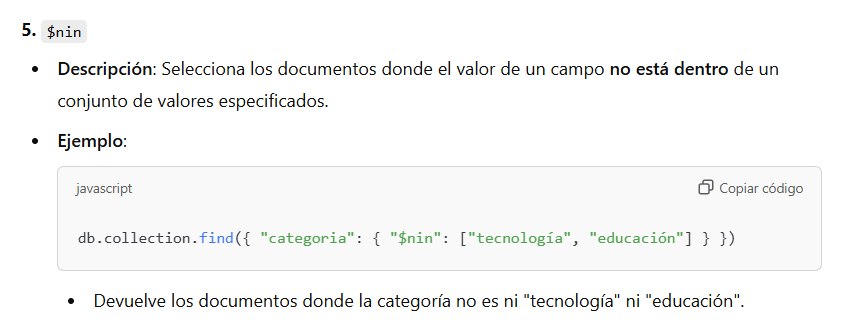 5. $nin
• Descripción: Selecciona los documentos donde el valor de un campo no está dentro de un
conjunto de valores especificados.
• Ejemplo:
javascript
Copiar código
db.collection.find({ "categoria": { "$nin": ["tecnología", "educación"] } })
• Devuelve los documentos donde la categoría no es ni "tecnología" ni "educación".